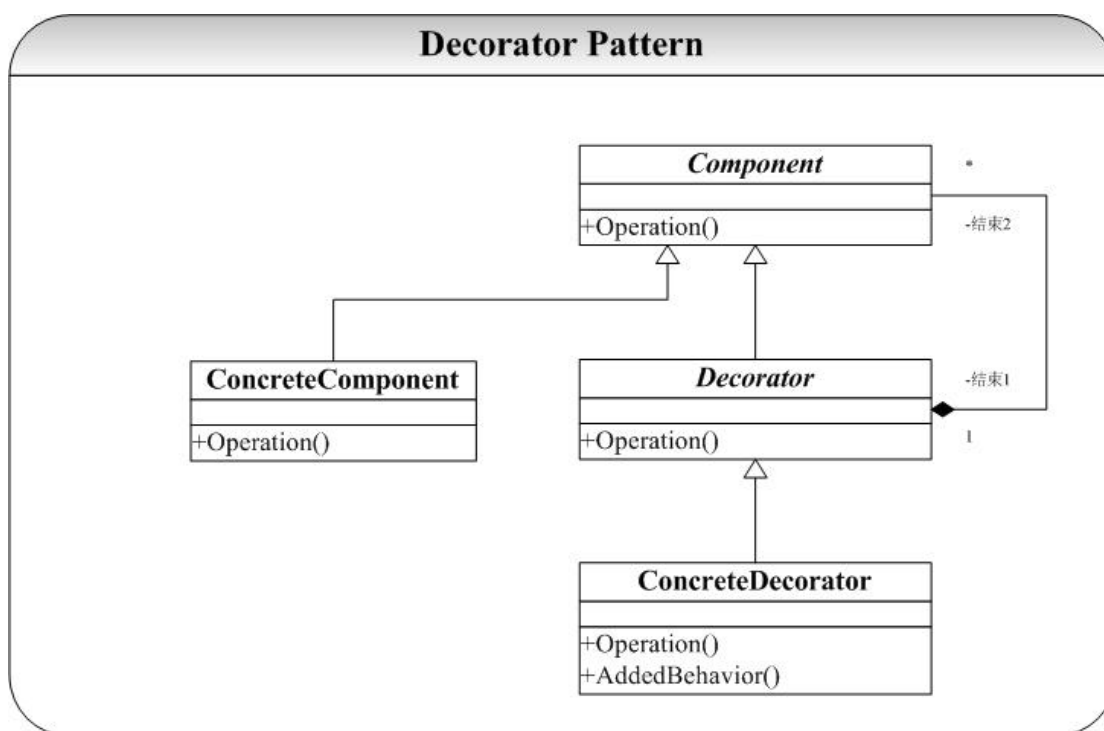 Decorator Pattern
Component
*
+Operation()
-结束2
ConcreteComponent
+Operation()
Decorator
-结束1
+Operation()
1
ConcreteDecorator
+Operation()
+AddedBehavior()